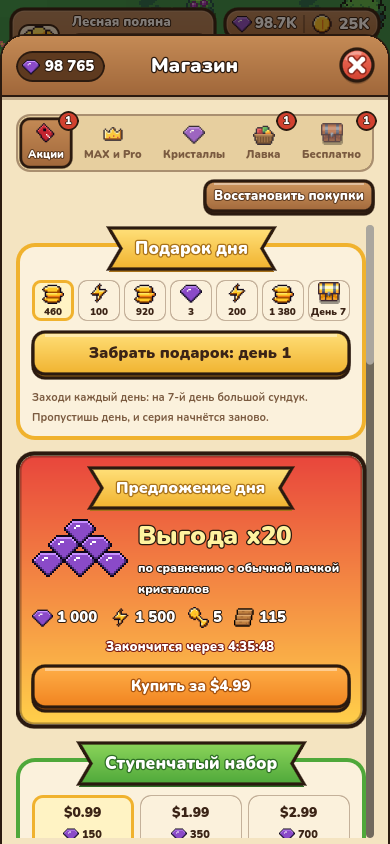 Лесная поляна
98.7K
25K
98 765
Магазин
1
1
1
Акции
MAX и Pro
Кристаллы
Лавка
Бесплатно
Восстановить покупки
Подарок дня
460
100
920
3
200
1 380
День 7
Забрать подарок: день 1
Заходи каждый день: на 7-й день большой сундук.
Пропустишь день, и серия начнётся заново.
Предложение дня
Выгода x20
по сравнению с обычной пачкой
кристаллов
1 000
1 500
5
115
Закончится через 4:35:48
Купить за $4.99
Ступенчатый набор
$0.99
$1.99
$2.99
150
350
700